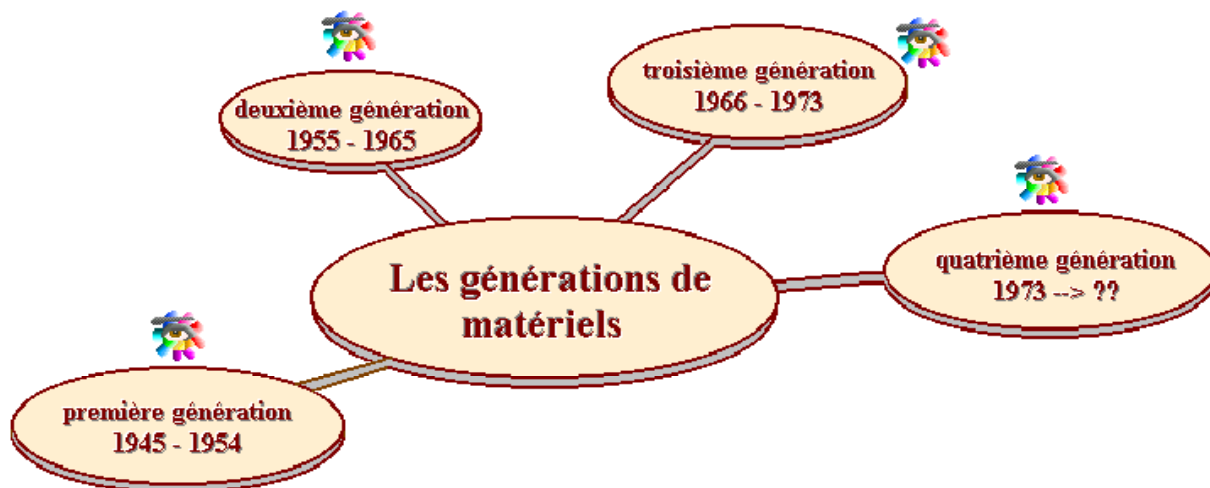 deuxième génération
1955 - 1965
troisième génération
1966 - 1973
quatrième génération
1973 --> ??
Les générations de
matériels
première génération
1945 - 1954